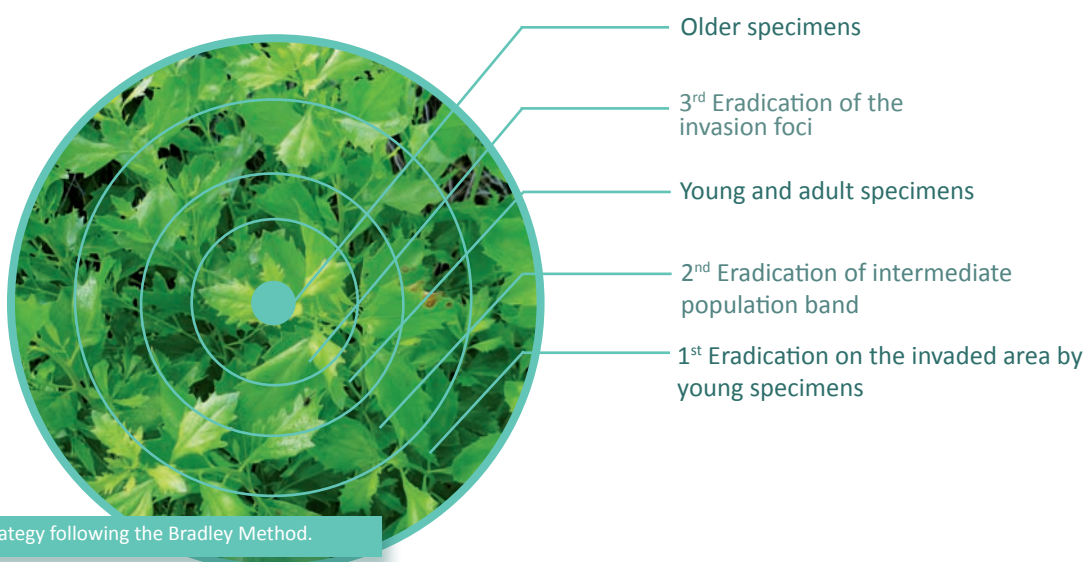 Older specimens
3rd Eradication of the
invasion foci
Young and adult specimens
2nd Eradication of intermediate
population band
1st Eradication on the invaded area by
young specimens
following the Bradley Method.